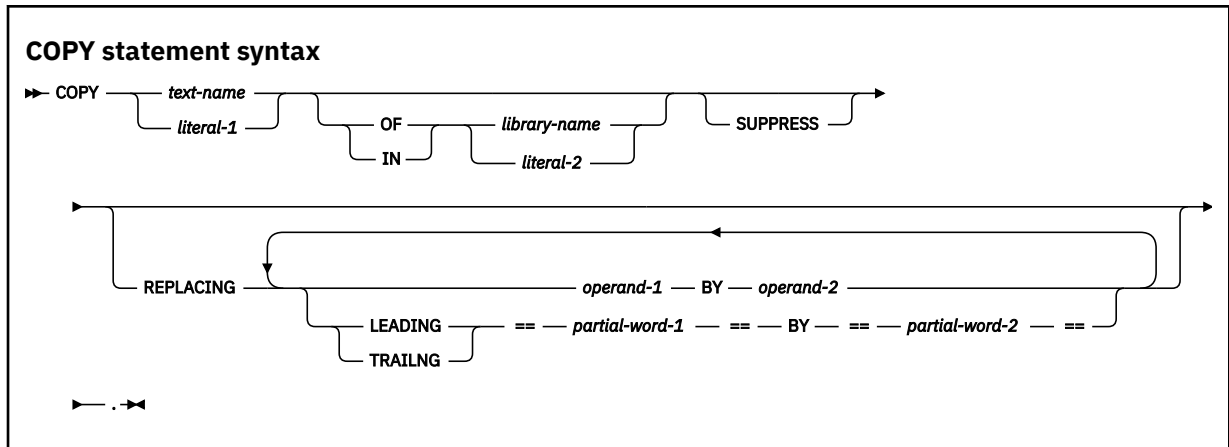 COPY statement syntax
COPY text-name OF library-name SUPPRESS
literal-1 IN literal-2
REPLACING operand-1 BY operand-2
LEADING == partial-word-1 == BY == partial-word-2 ==
TRAILNG
.